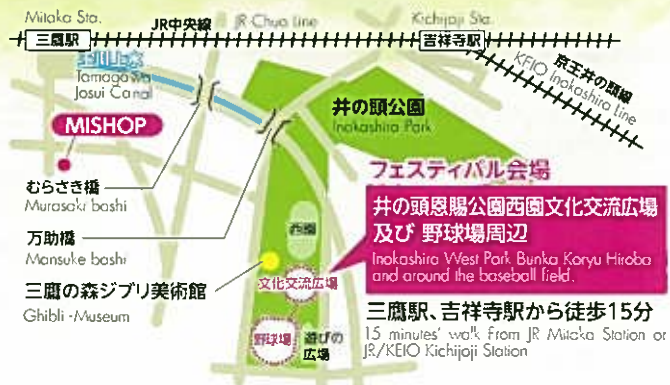 Mitaka Sta.
JR中央線
JR Chuo Line
Kichijoji Sta.
三鷹駅
吉祥寺駅
玉川上水
Tamagawa
Josui Canal
京王井の頭線
KEIO Inokashira Line
MISHOP
井の頭公園
Inokashira Park
むらさき橋
Murasaki bashi
万助橋
Mansuke bashi
三鷹の森ジブリ美術館
Ghibli -Museum
西園
文化交流広場
野球場
遊びの
広場
フェスティバル会場
井の頭恩賜公園西園文化交流広場
及び 野球場周辺
Inokashira West Park Bunka Koryu Hiroba
and around the baseball field.
三鷹駅、吉祥寺駅から徒歩15分
15 minutes' walk from JR Mitaka Station or
JR/KEIO Kichijoji Station